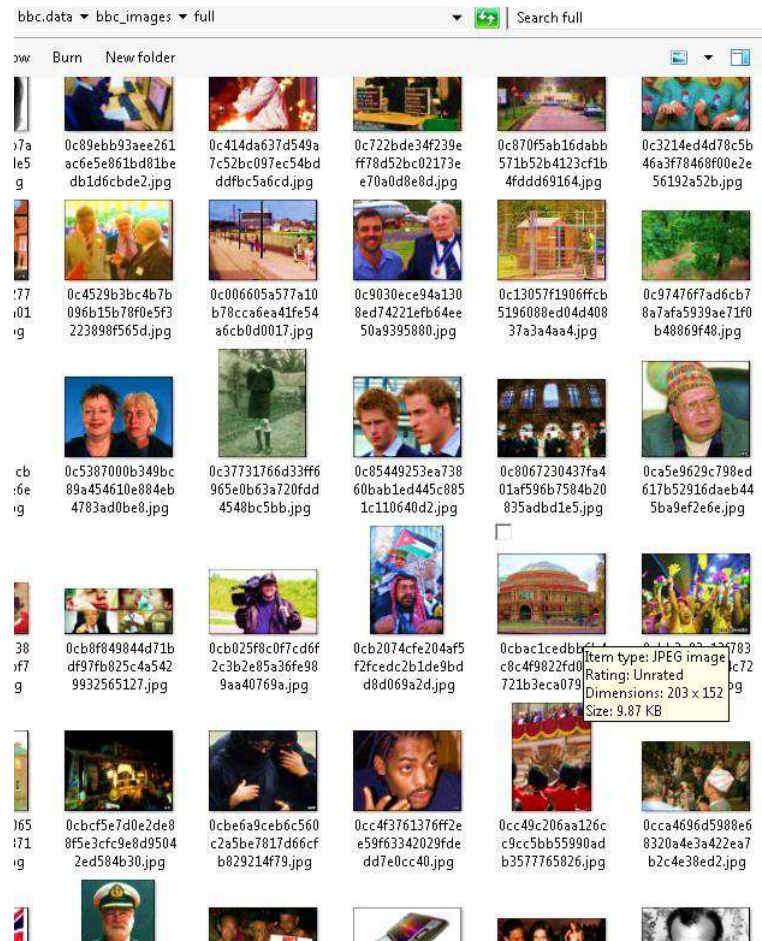 bbc.data ▾ bbc_images ▾ full
Search full
Burn New folder
0c89ebb93aee261 0c414da637d549a 0c722bde34f239e 0c870f5ab16dabb 0c3214ed4d78c5b
ac6e5e861bd81be 7c52bc097ec54bd ff78d52bc02173e 571b52b4123cf1b 46a3f78468f00e2e
db1d6cbde2.jpg ddfbc5a6cd.jpg e70a0d8e8d.jpg 4fddd69164.jpg 56192a52b.jpg
0c4529b3bc4b7b 0c006605a577a10 0c9030ece94a130 0c13057f1906ffcb 0c97476f7ad6cb7
096b15b78f0e5f3 b78cca6ea41fe54 8ed74221efb64ee 5196088ed04d408 8a7afa5939ae71f0
223898f565d.jpg a6cb0d0017.jpg 50a9395880.jpg 37a3a4aa4.jpg b48869f48.jpg
0c5387000b349bc 0c37731766d33ff6 0c85449253ea738 0c8067230437fa4 0ca5e9629c798ed
89a454610e884eb 965e0b63a720fdd 60bab1ed445c885 01af596b7584b20 617b52916daeb44
4783ad0be8.jpg 4548bc5bb.jpg 1c110640d2.jpg 835adbd1e5.jpg 5ba9ef2e6e.jpg
0cb8f849844d71b 0cb025f8c0f7cd6f 0cb2074cfe204af5
df97fb825c4a542 2c3b2e85a36fe98 f2fcedc2b1de9bd
9932565127.jpg 9aa40769a.jpg d8d069a2d.jpg
Item type: JPEG image
Rating: Unrated
Dimensions: 203 x 152
Size: 9.87 KB
0cbcf5e7d0e2de8 0cbe6a9ceb6c560 0cc4f3761376ff2e 0cc49c206aa126c 0cca4696d5988e6
8f5e3cfc9e8d9504 c2a5be7817d66cf e59f63342029fde c9cc5bb55990ad 8320a4e3a422ea7
2ed584b30.jpg b829214f79.jpg dd7e0cc40.jpg b3577765826.jpg b2c4e38ed2.jpg